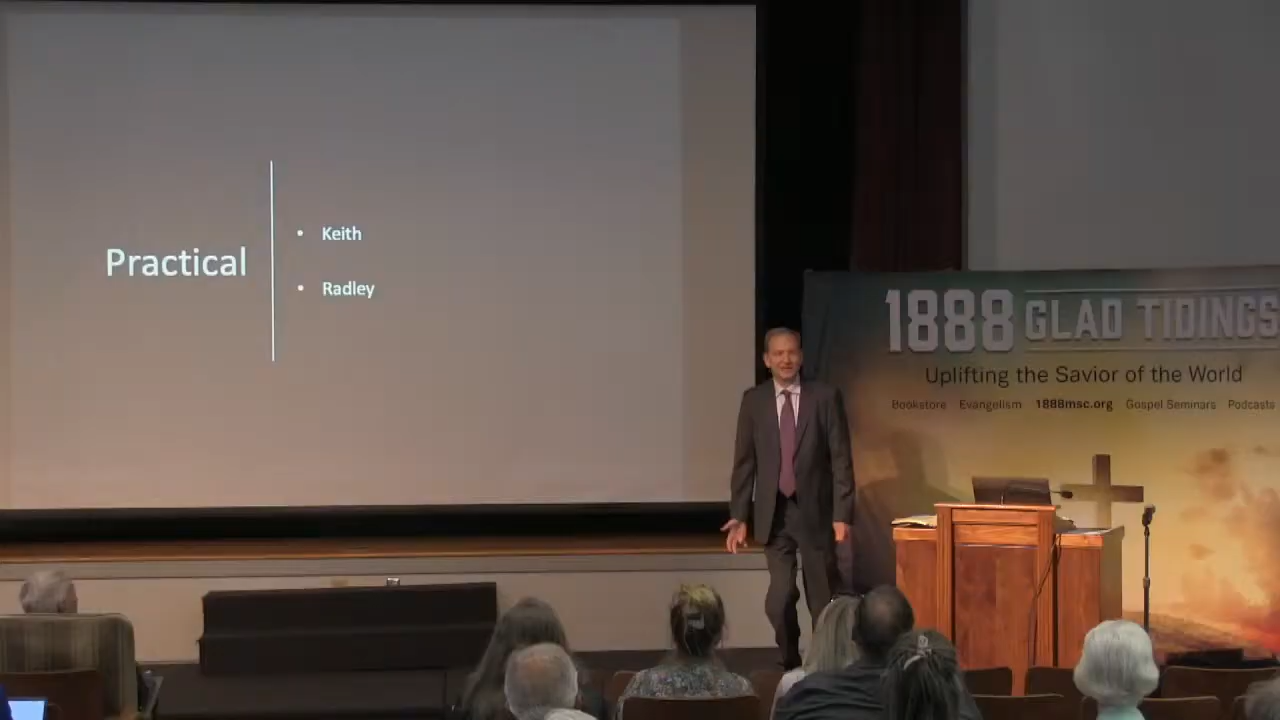 Practical
• Keith
• Radley
1888 GLAD TIDINGS
Uplifting the Savior of the World
Bookstore Evangelism 1888msc.org Gospel Seminars Podcasts